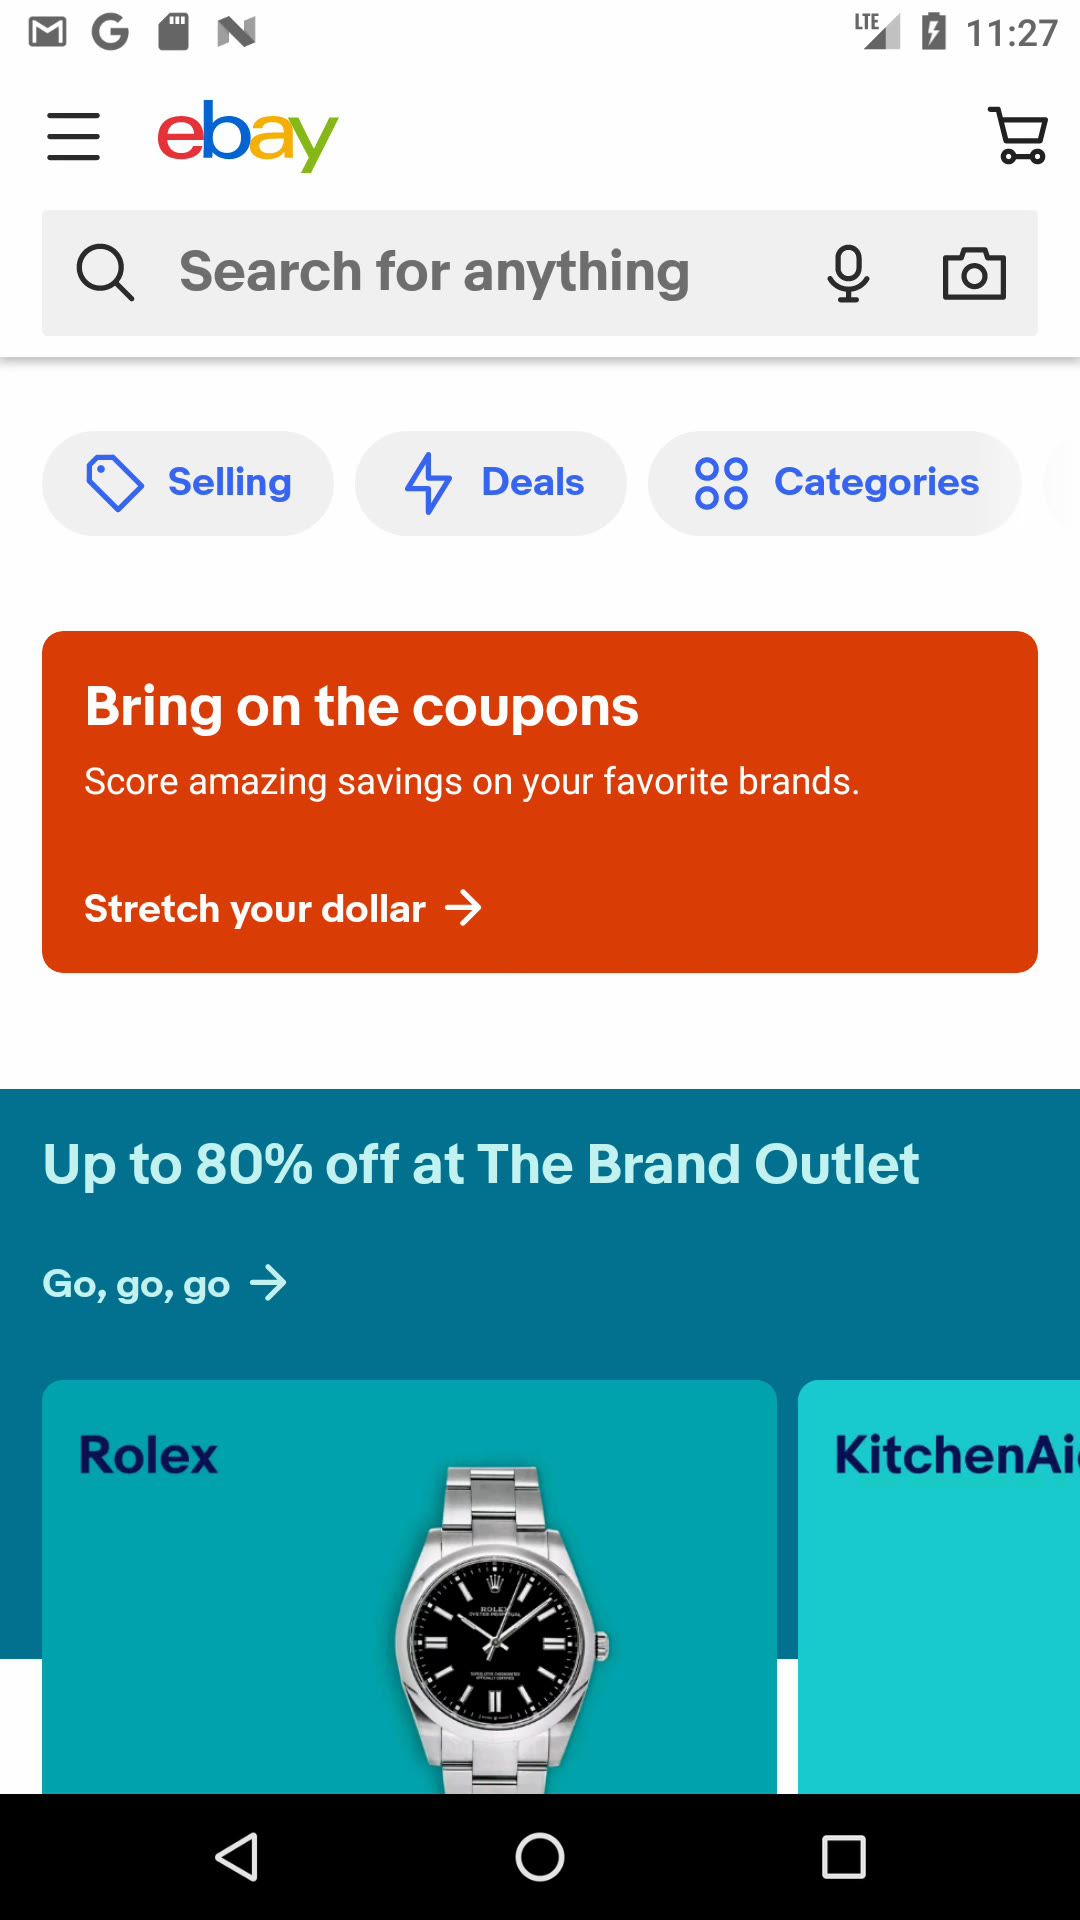 LTE 11:27
ebay
Search for anything
Selling Deals Categories
Bring on the coupons
Score amazing savings on your favorite brands.
Stretch your dollar
Up to 80% off at The Brand Outlet
Go, go, go
Rolex KitchenAi
ROLEX